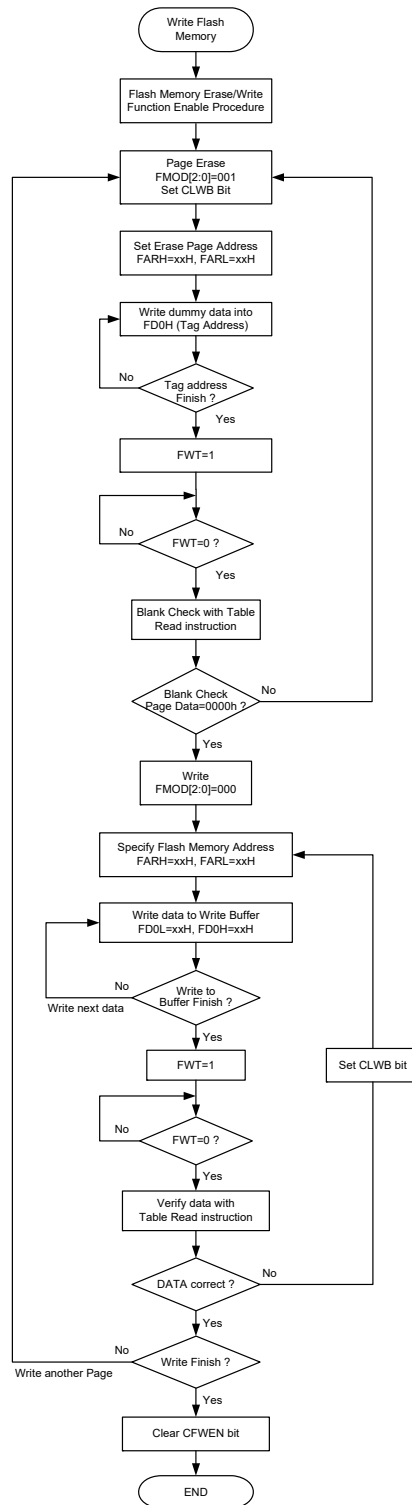 Write Flash
Memory
Flash Memory Erase/Write
Function Enable Procedure
Page Erase
FMOD[2:0]=001
Set CLWB Bit
Set Erase Page Address
FARH=xxH, FARL=xxH
Write dummy data into
FD0H (Tag Address)
No
Tag address
Finish ?
Yes
FWT=1
No
FWT=0 ?
Yes
Blank Check with Table
Read instruction
No
Blank Check
Page Data=0000h ?
Yes
Write
FMOD[2:0]=000
Specify Flash Memory Address
FARH=xxH, FARL=xxH
Write data to Write Buffer
FD0L=xxH, FD0H=xxH
No
Write next data
Write to
Buffer Finish ?
Yes
FWT=1
Set CLWB bit
No
FWT=0 ?
Yes
Verify data with
Table Read instruction
No
DATA correct ?
Yes
No
Write another Page
Write Finish ?
Yes
Clear CFWEN bit
END